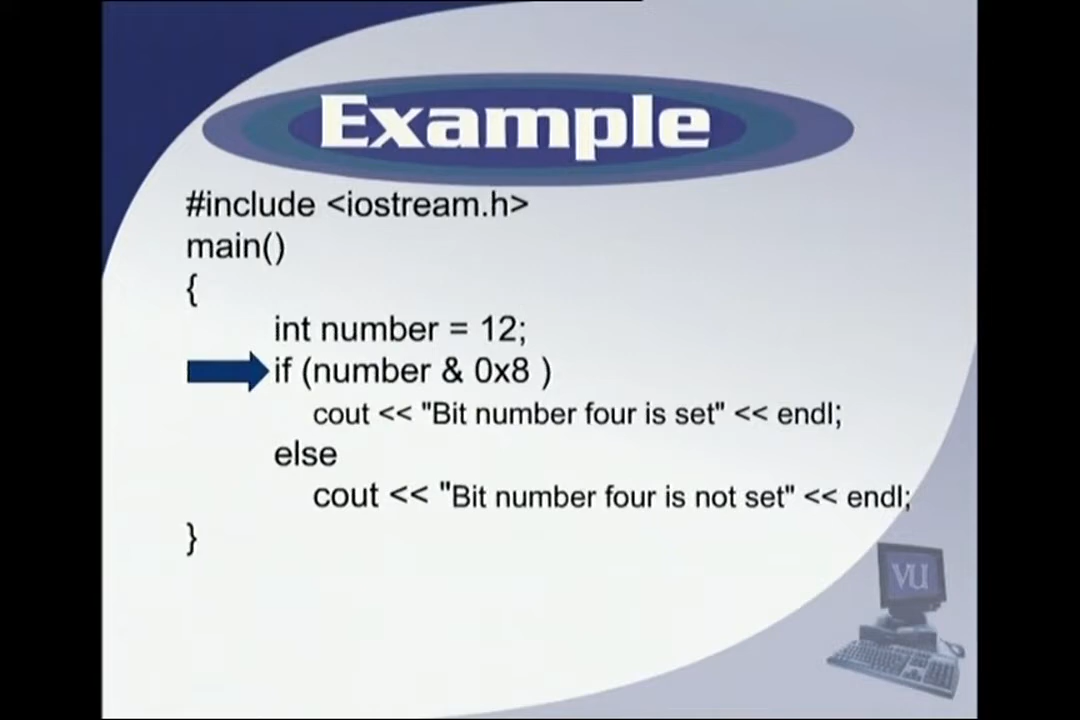 Example
#include <iostream.h>
main()
{
int number = 12;
if (number & 0x8 )
cout << "Bit number four is set" << endl;
else
cout << "Bit number four is not set" << endl;
}
VU